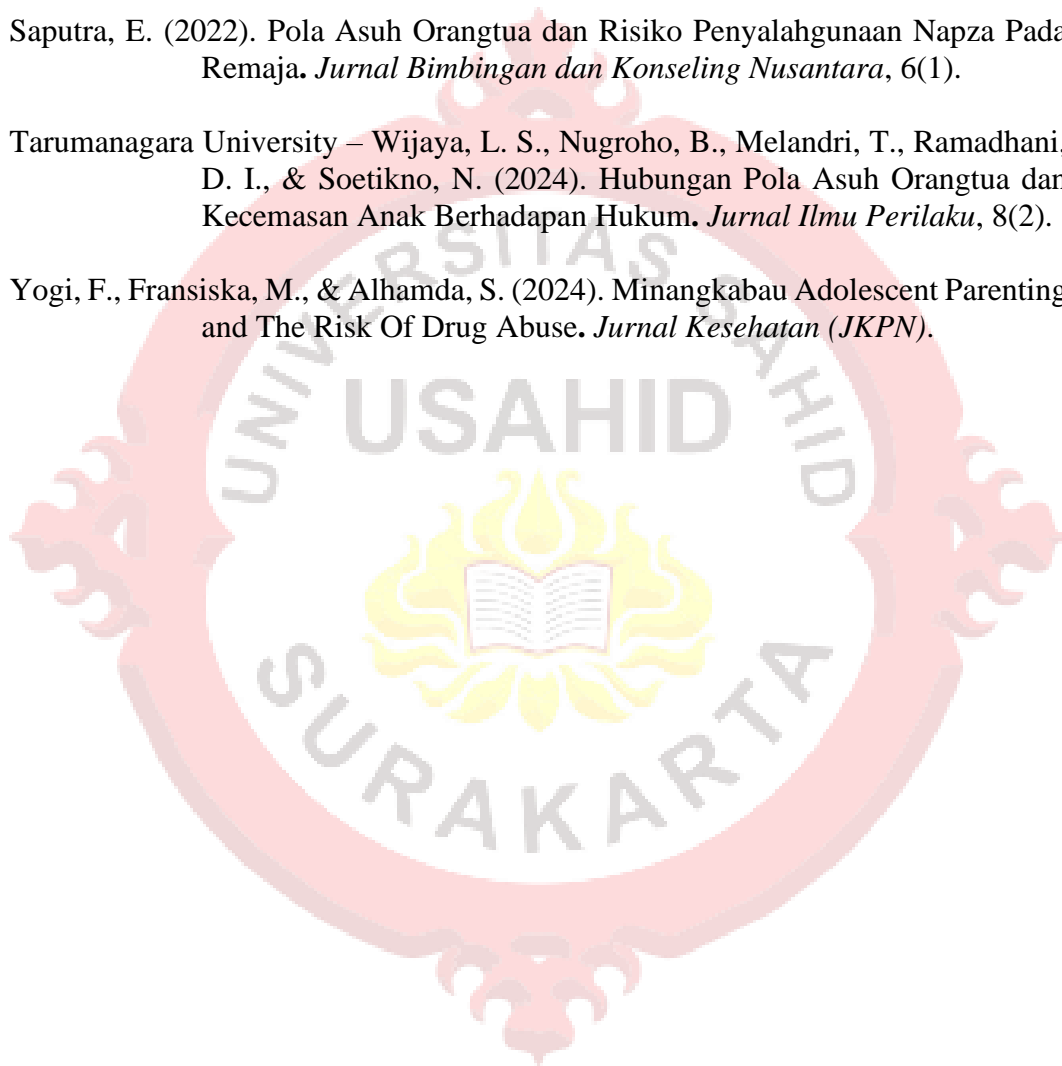 Saputra, E. (2022). Pola Asuh Orangtua dan Risiko Penyalahgunaan Napza Pada
Remaja. Jurnal Bimbingan dan Konseling Nusantara, 6(1).
Tarumanagara University – Wijaya, L. S., Nugroho, B., Melandri, T., Ramadhani,
D. I., & Soetikno, N. (2024). Hubungan Pola Asuh Orangtua dan
Kecemasan Anak Berhadapan Hukum. Jurnal Ilmu Perilaku, 8(2).
Yogi, F., Fransiska, M., & Alhamda, S. (2024). Minangkabau Adolescent Parenting
and The Risk Of Drug Abuse. Jurnal Kesehatan (JKPN).
UNIVERSITAS SAHID
USAHID
SURAKARTA